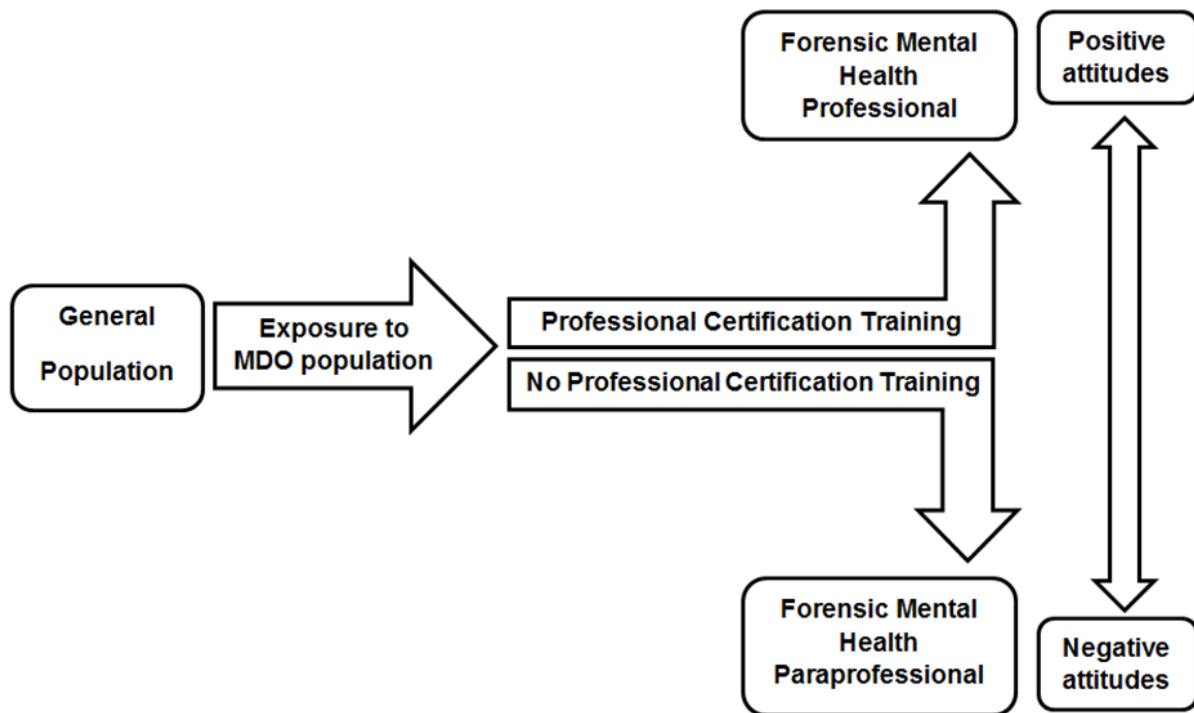 General
Population
Exposure to
MDO population
Professional Certification Training
No Professional Certification Training
Forensic Mental
Health
Professional
Positive
attitudes
Forensic Mental
Health
Paraprofessional
Negative
attitudes